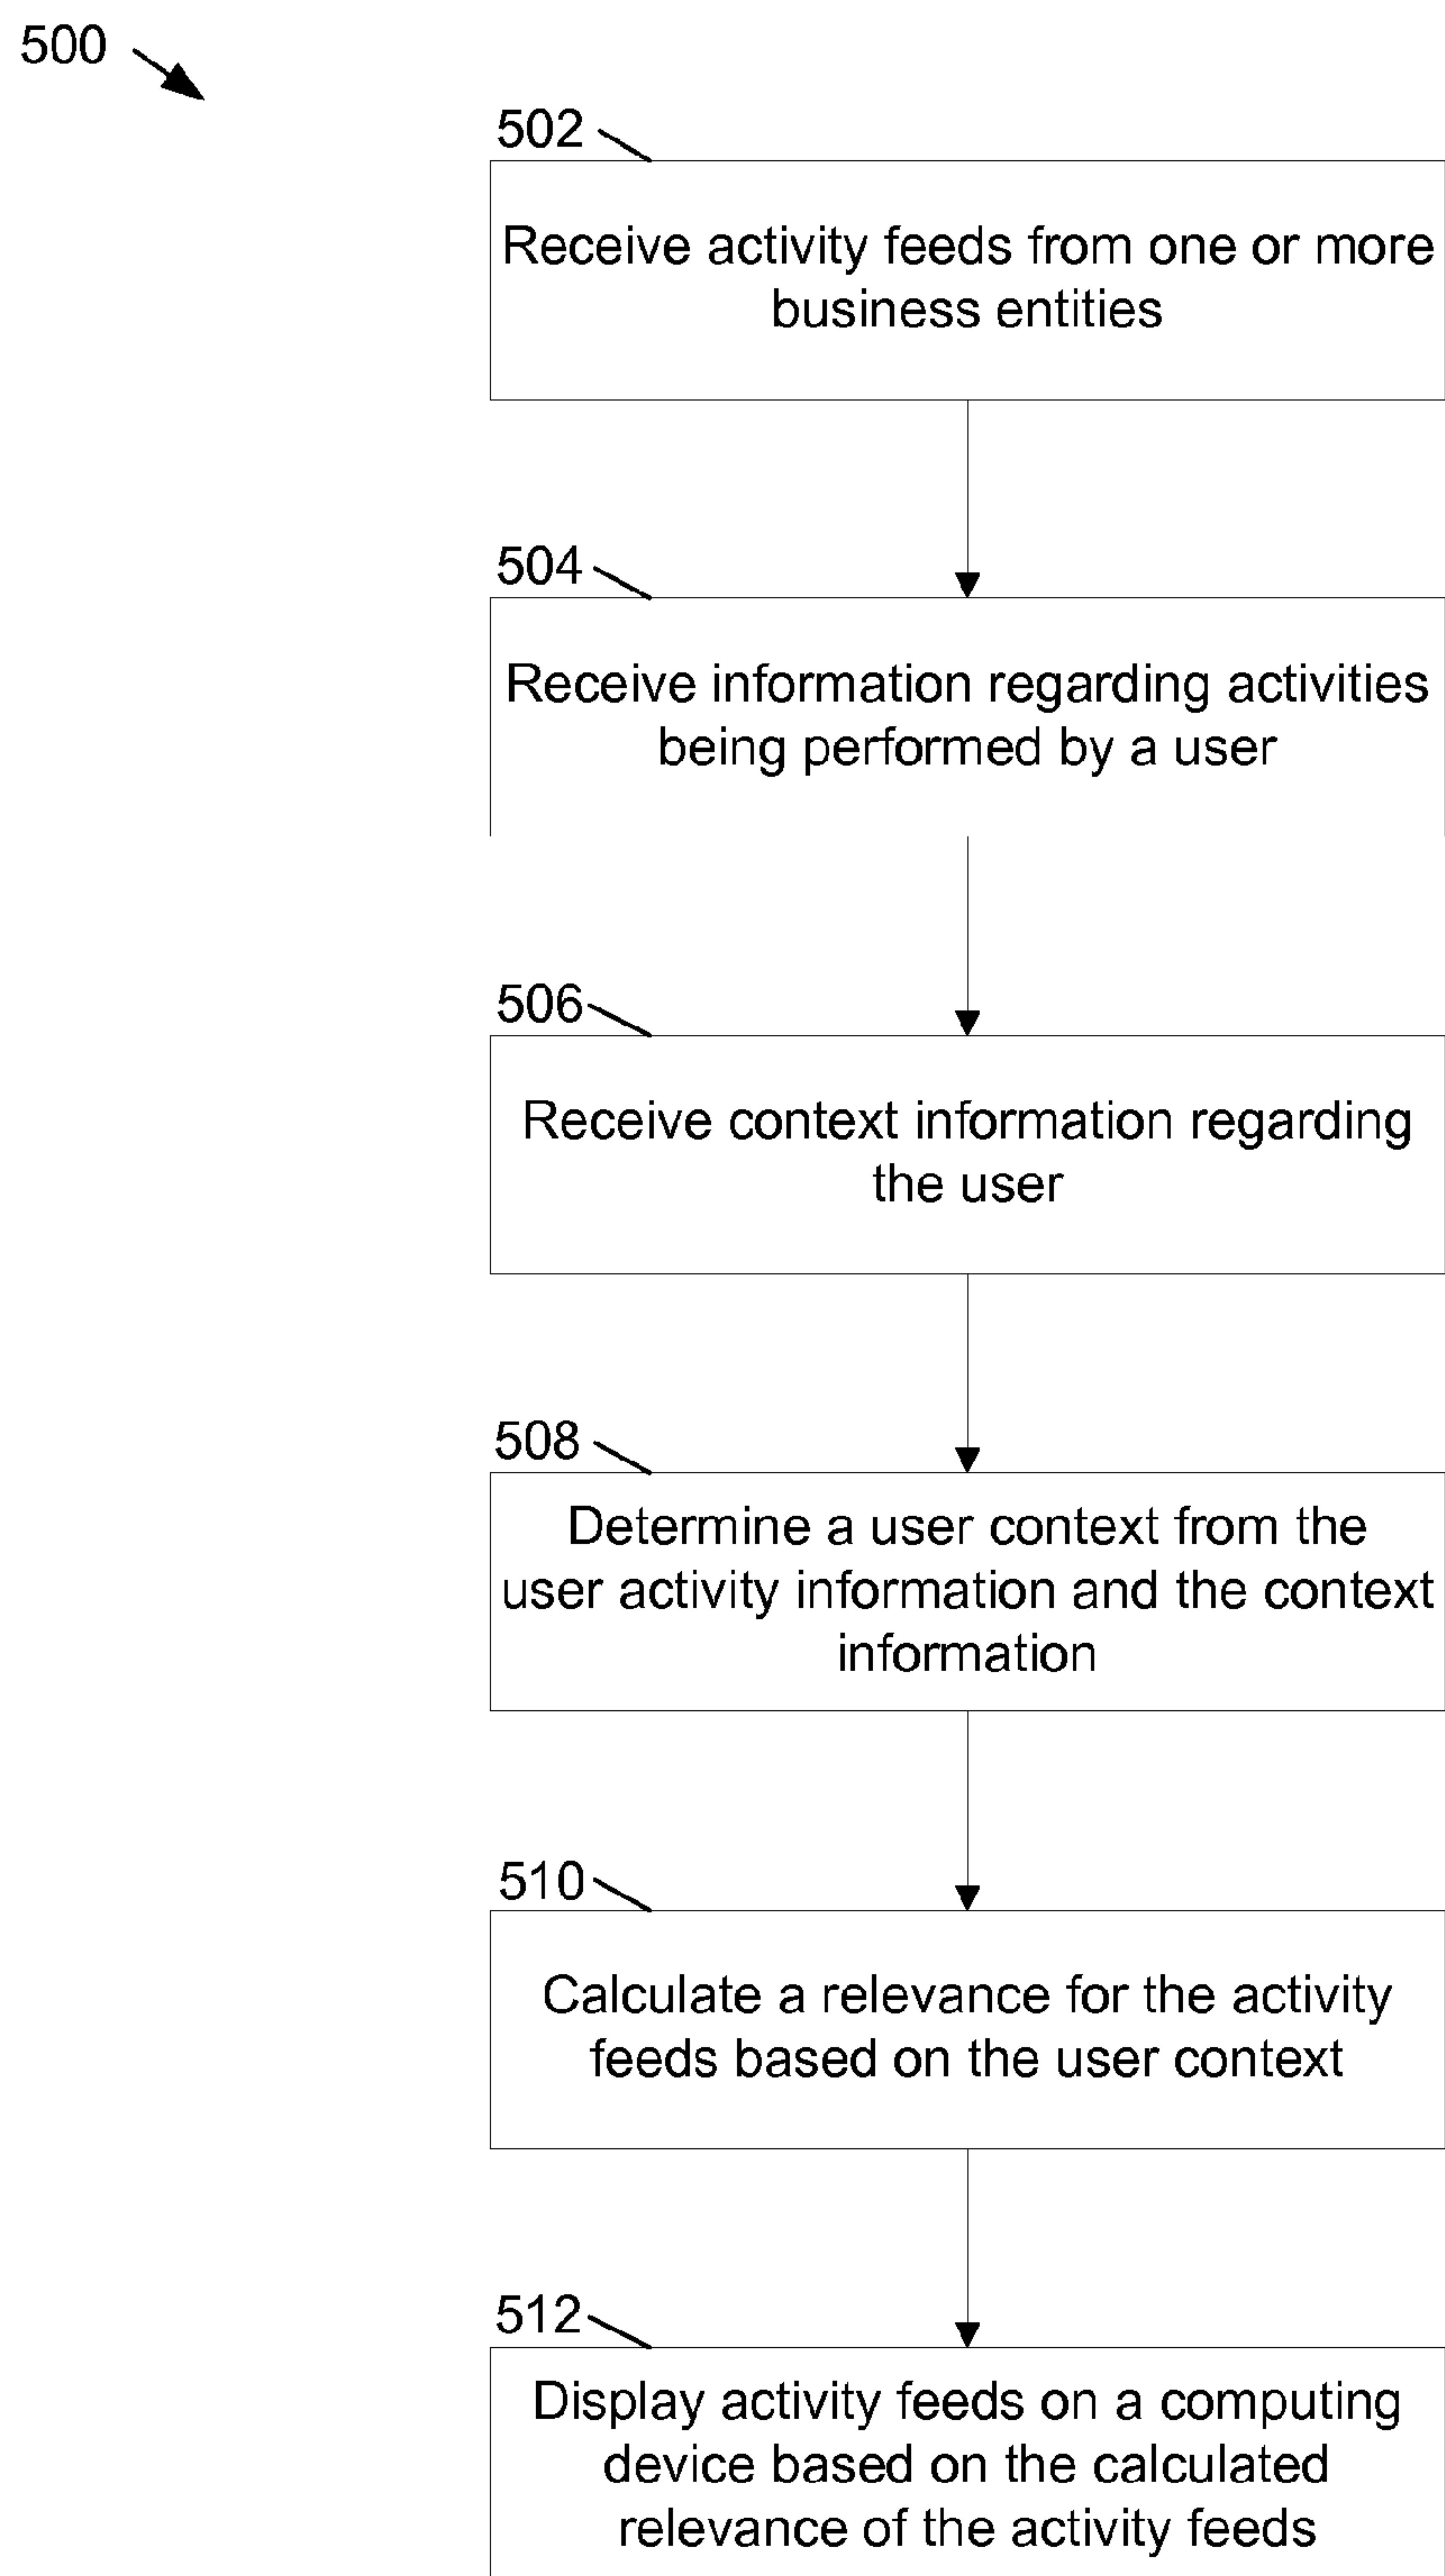 500
502
Receive activity feeds from one or more
business entities
504
Receive information regarding activities
being performed by a user
506
Receive context information regarding
the user
508
Determine a user context from the
user activity information and the context
information
510
Calculate a relevance for the activity
feeds based on the user context
512
Display activity feeds on a computing
device based on the calculated
relevance of the activity feeds